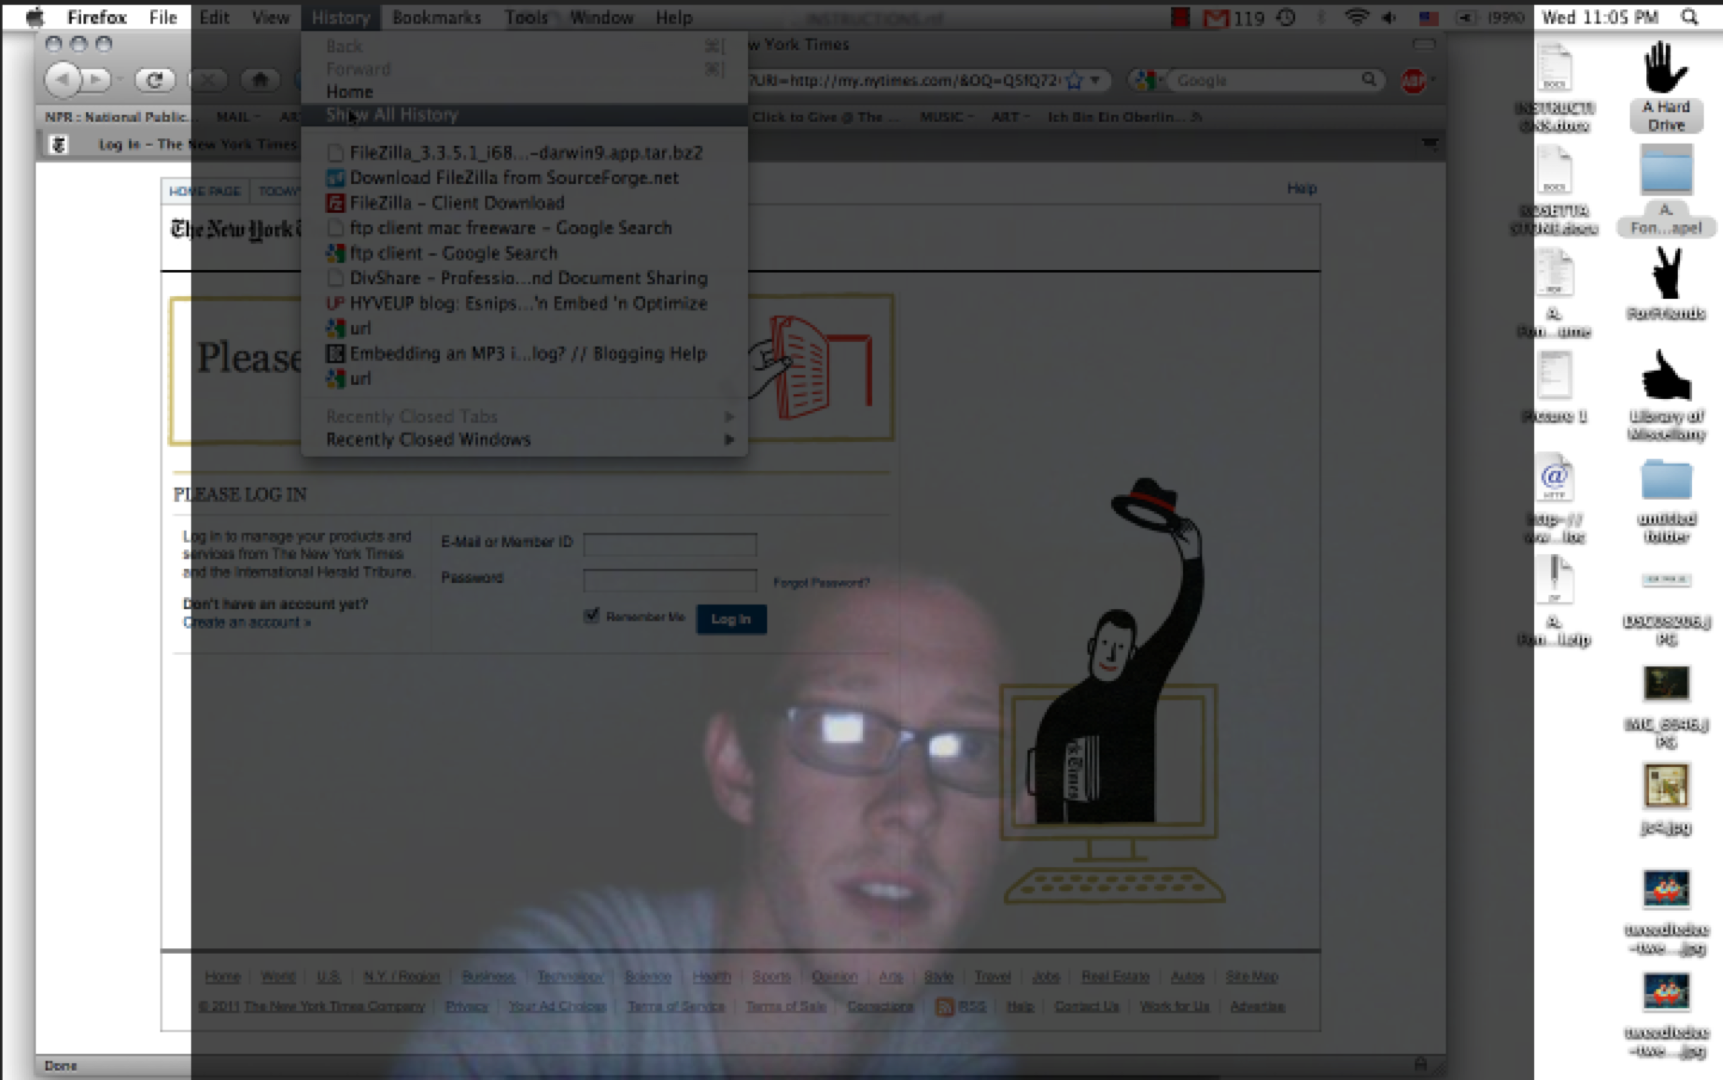 Firefox File Edit View History Bookmarks Tools Window Help
119
(99%) Wed 11:05 PM
Back
Forward
Home
Show All History
FileZilla_3.3.5.1_i68...-darwin9.app.tar.bz2
Download FileZilla from SourceForge.net
FileZilla – Client Download
ftp client mac freeware – Google Search
ftp client – Google Search
DivShare – Professio...nd Document Sharing
UP HYVEUP blog: Esnips...'n Embed 'n Optimize
url
Embedding an MP3 i...log? // Blogging Help
url
Recently Closed Tabs
Recently Closed Windows
w York Times
?URI=http://my.nytimes.com/&OQ=Q5fQ72
Google
ABP
NPR : National Public... MAIL
Click to Give @ The ... MUSIC ART Ich Bin Ein Oberlin...
Log In – The New York Times
HOME PAGE TODAY'
Help
The New York
Please
PLEASE LOG IN
Log in to manage your products and
services from The New York Times
and the International Herald Tribune.
Don't have an account yet?
Create an account »
E-Mail or Member ID
Password
Forgot Password?
Remember Me
Log In
Home World U.S. N.Y. / Region Business Technology Science Health Sports Opinion Arts Style Travel Jobs Real Estate Autos Site Map
© 2011 The New York Times Company Privacy Your Ad Choices Terms of Service Terms of Sale Corrections RSS Help Contact Us Work for Us Advertise
Done
A Hard
Drive
A.
Fon...apel
ForFriends
Library of
Miscellany
untitled
folder
Picture 1